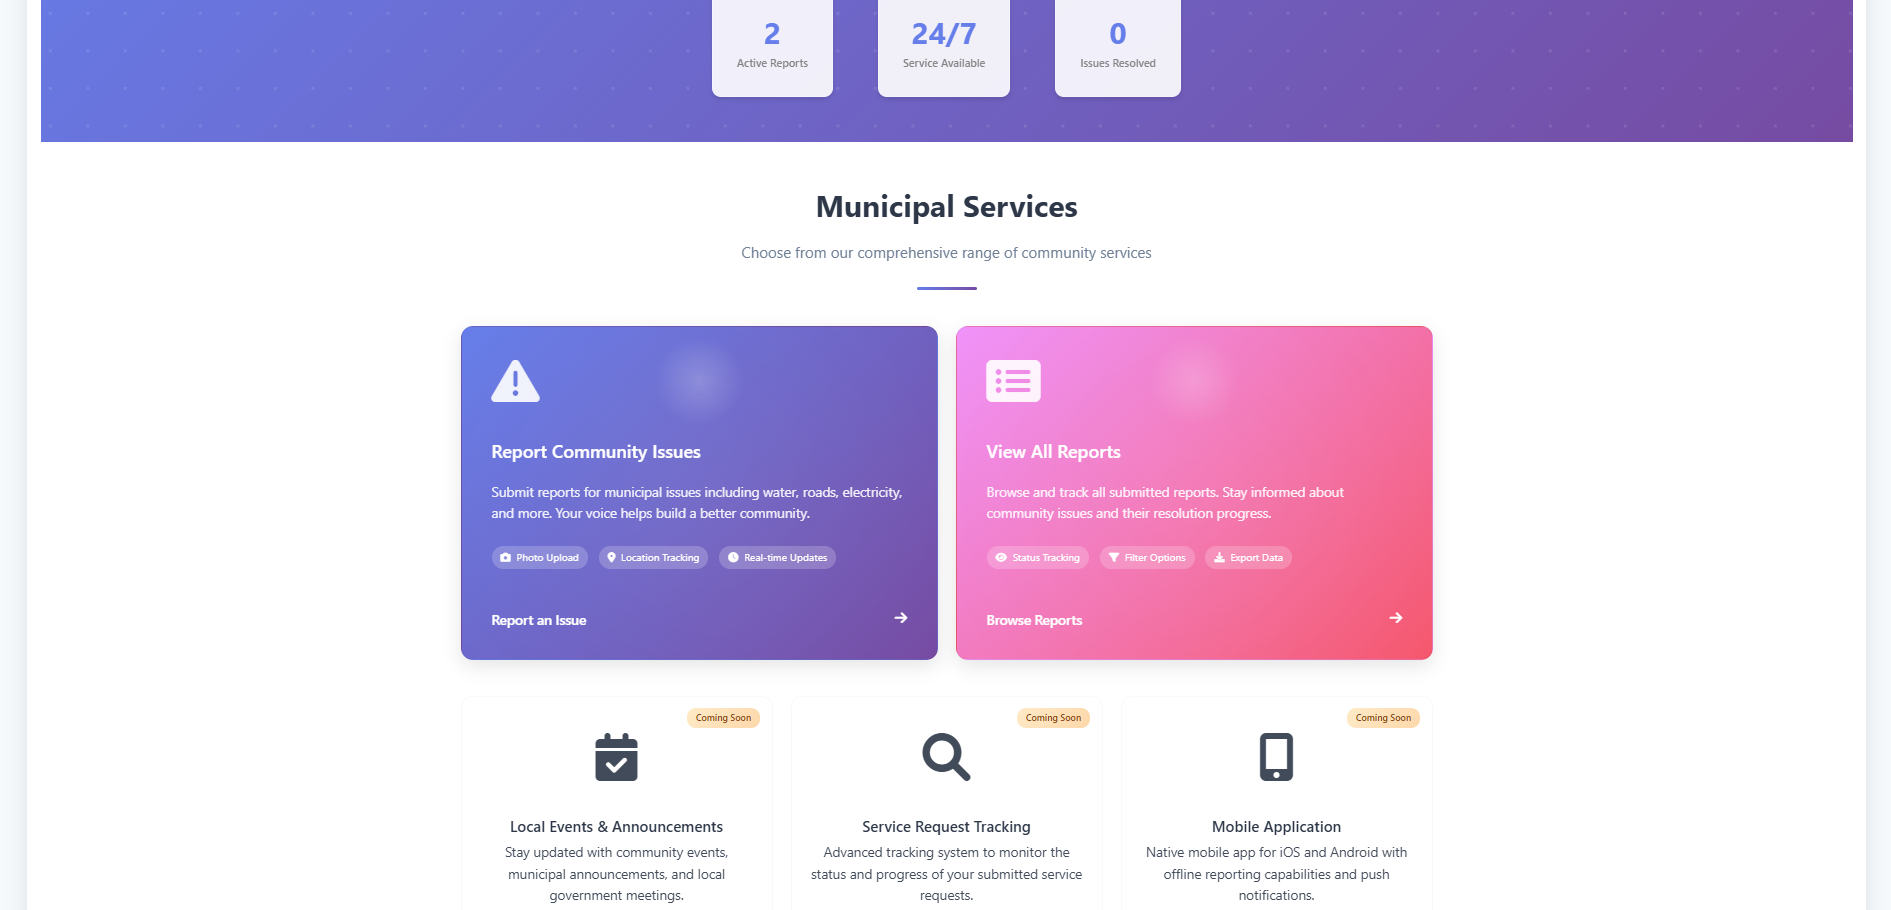 2
Active Reports
24/7
Service Available
0
Issues Resolved
Municipal Services
Choose from our comprehensive range of community services
Report Community Issues
Submit reports for municipal issues including water, roads, electricity,
and more. Your voice helps build a better community.
Photo Upload
Location Tracking
Real-time Updates
Report an Issue
View All Reports
Browse and track all submitted reports. Stay informed about
community issues and their resolution progress.
Status Tracking
Filter Options
Export Data
Browse Reports
Coming Soon
Local Events & Announcements
Stay updated with community events,
municipal announcements, and local
government meetings.
Coming Soon
Service Request Tracking
Advanced tracking system to monitor the
status and progress of your submitted service
requests.
Coming Soon
Mobile Application
Native mobile app for iOS and Android with
offline reporting capabilities and push
notifications.